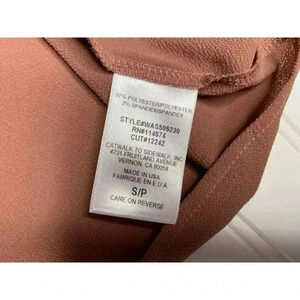 97% POLYESTER/POLYESTER
3% SPANDEX/SPANDEX
STYLE#WAS505230
RN#114574
CUT#12242
CATWALK TO SIDEWALK, INC.
4731 FRUITLAND AVENUE
VERNON, CA 90058
MADE IN USA
FABRIQUE EN E.U.A.
S/P
CARE ON REVERSE